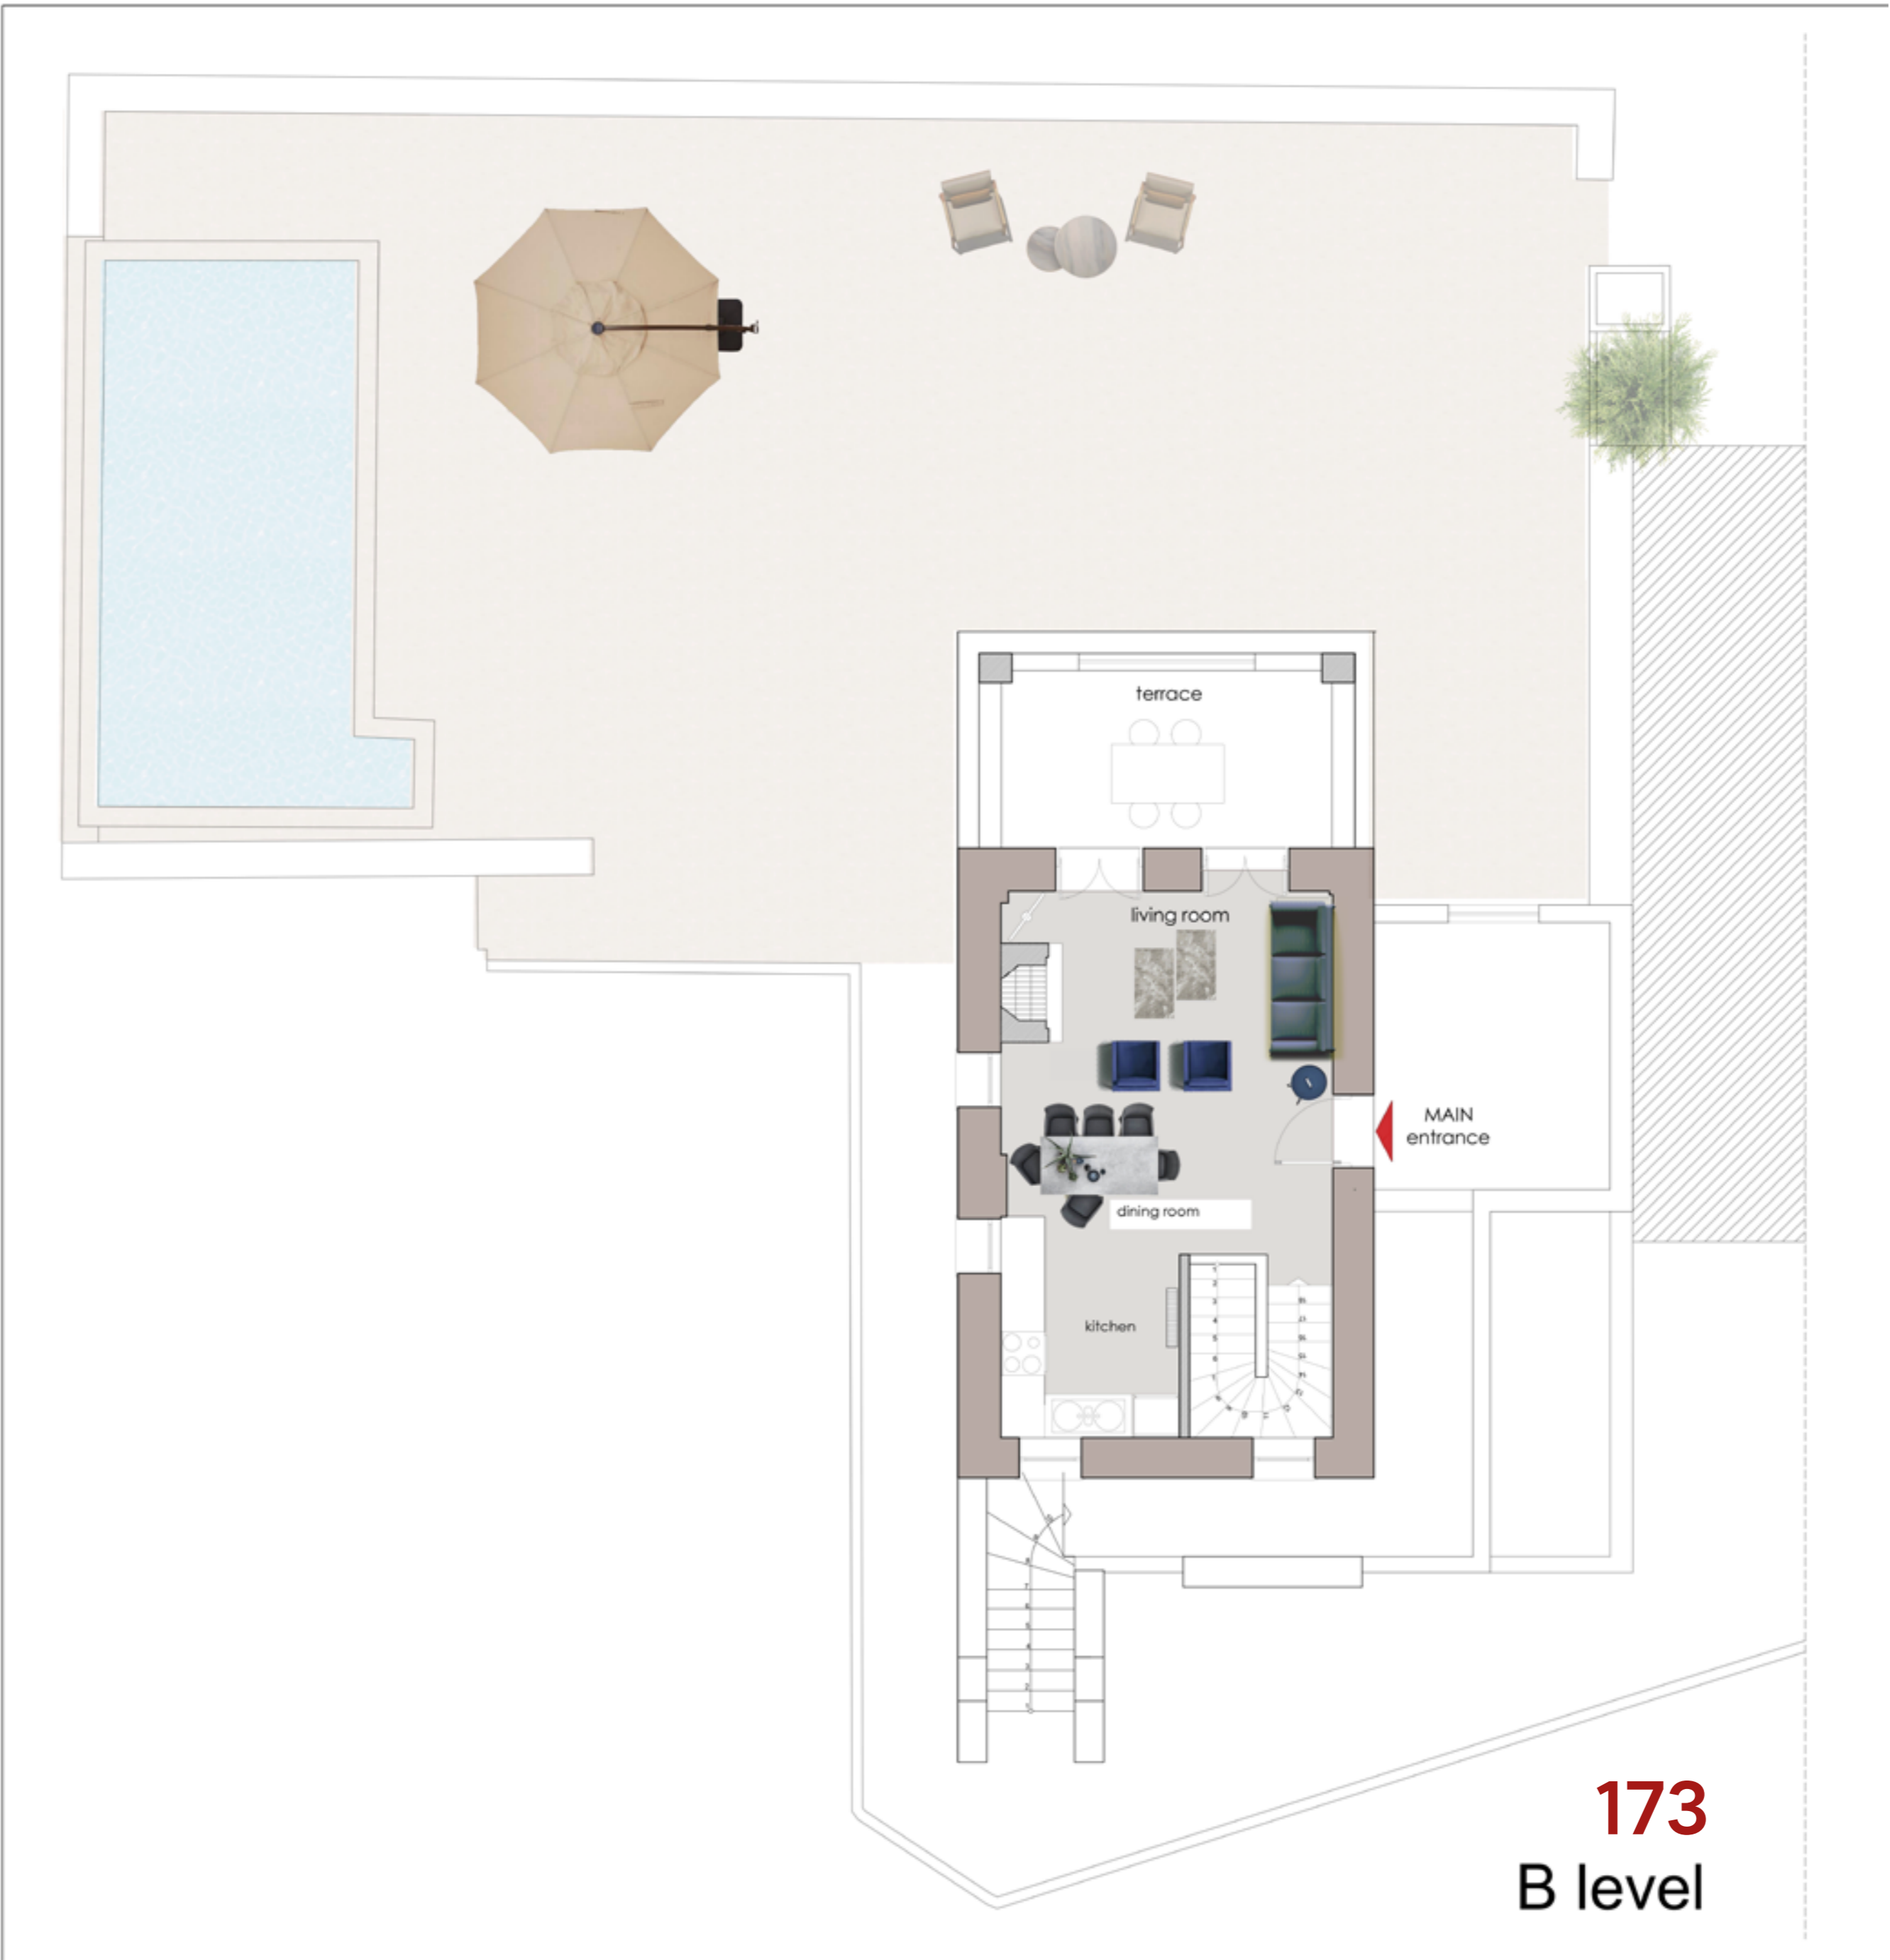 terrace
living room
MAIN
entrance
dining room
kitchen
173
B level